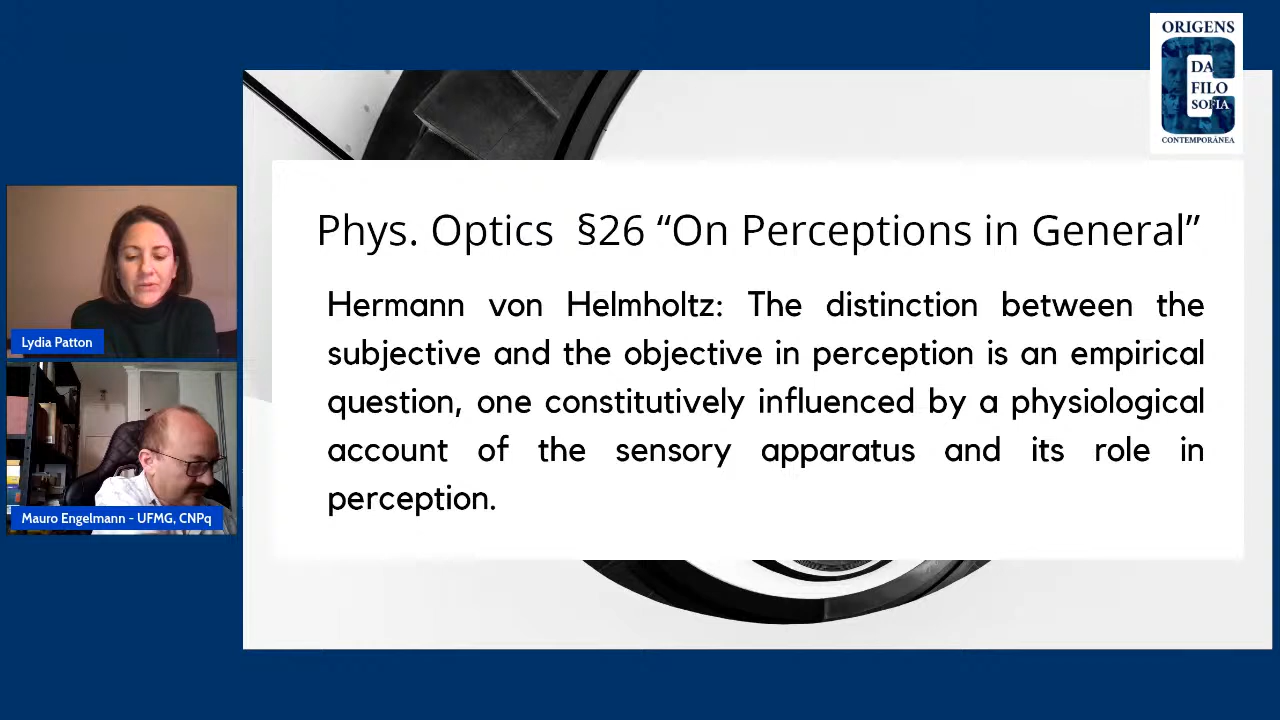 ORIGENS
DA
FILO
SOFIA
CONTEMPORÂNEA
Phys. Optics §26 “On Perceptions in General”
Hermann von Helmholtz: The distinction between the
subjective and the objective in perception is an empirical
question, one constitutively influenced by a physiological
account of the sensory apparatus and its role in
perception.
Lydia Patton
Mauro Engelmann - UFMG, CNPq